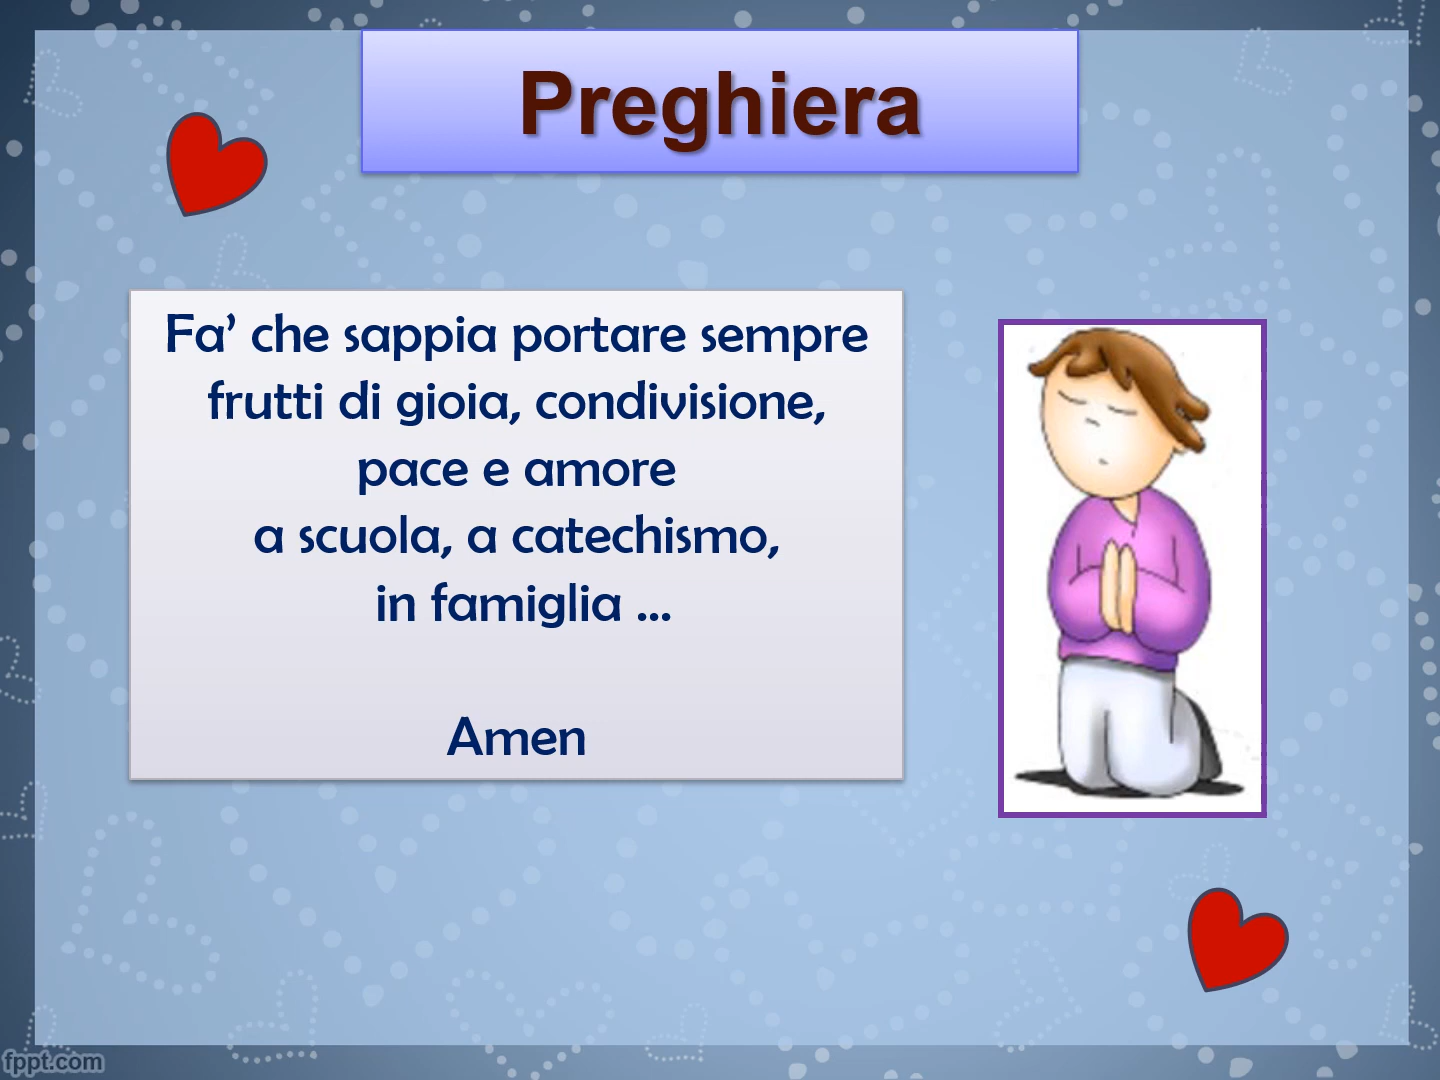 Preghiera
Fa’ che sappia portare sempre
frutti di gioia, condivisione,
pace e amore
a scuola, a catechismo,
in famiglia ...
Amen
fppt.com